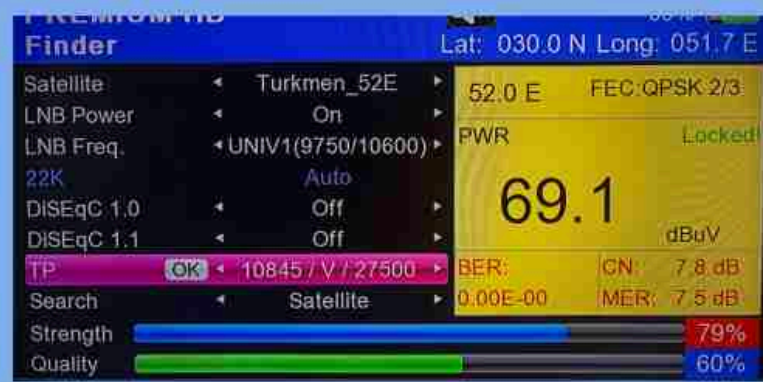 PREMIUM HD
Finder
Lat: 030.0 N Long: 051.7 E
Satellite Turkmen_52E
LNB Power On
LNB Freq. UNIV1(9750/10600)
22K Auto
DiSEqC 1.0 Off
DiSEqC 1.1 Off
TP OK 10845 / V / 27500
Search Satellite
52.0 E FEC:QPSK 2/3
PWR Locked!
69.1
dBuV
BER: CN: 7.8 dB
0.00E-00 MER: 7.5 dB
Strength 79%
Quality 60%